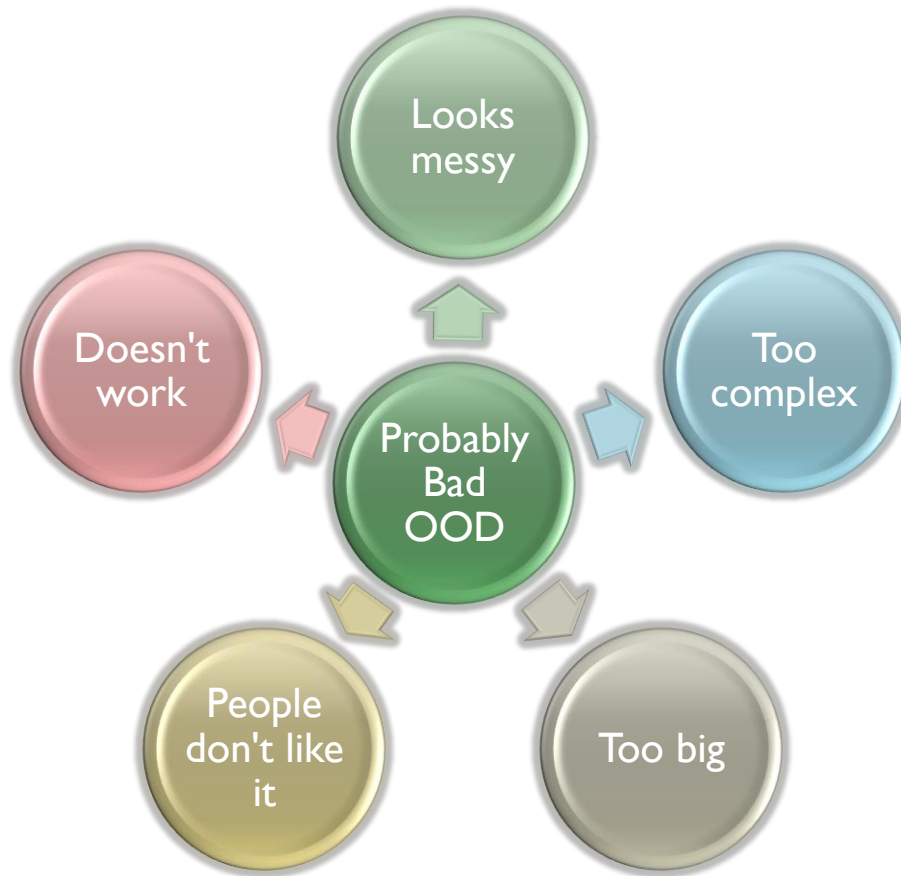 Looks
messy
Doesn't
work
Too
complex
Probably
Bad
OOD
People
don't like
it
Too big